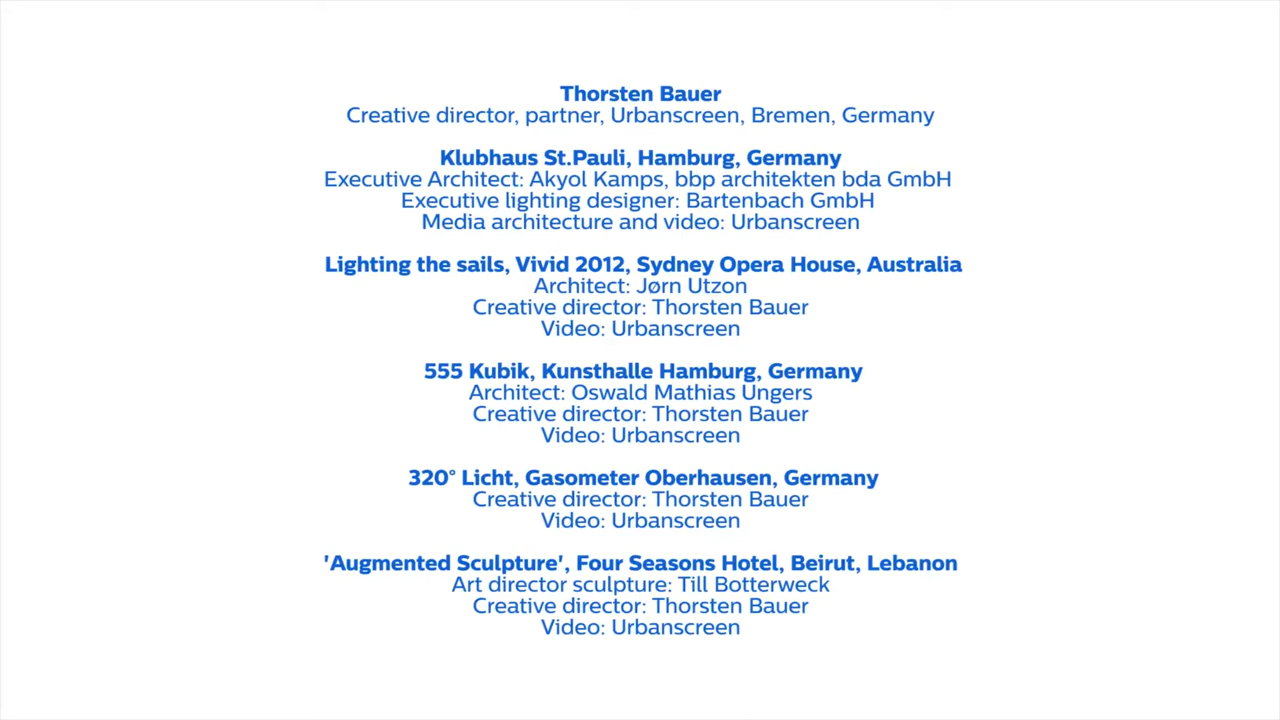 Thorsten Bauer
Creative director, partner, Urbanscreen, Bremen, Germany
Klubhaus St.Pauli, Hamburg, Germany
Executive Architect: Akyol Kamps, bbp architekten bda GmbH
Executive lighting designer: Bartenbach GmbH
Media architecture and video: Urbanscreen
Lighting the sails, Vivid 2012, Sydney Opera House, Australia
Architect: Jørn Utzon
Creative director: Thorsten Bauer
Video: Urbanscreen
555 Kubik, Kunsthalle Hamburg, Germany
Architect: Oswald Mathias Ungers
Creative director: Thorsten Bauer
Video: Urbanscreen
320° Licht, Gasometer Oberhausen, Germany
Creative director: Thorsten Bauer
Video: Urbanscreen
'Augmented Sculpture', Four Seasons Hotel, Beirut, Lebanon
Art director sculpture: Till Botterweck
Creative director: Thorsten Bauer
Video: Urbanscreen